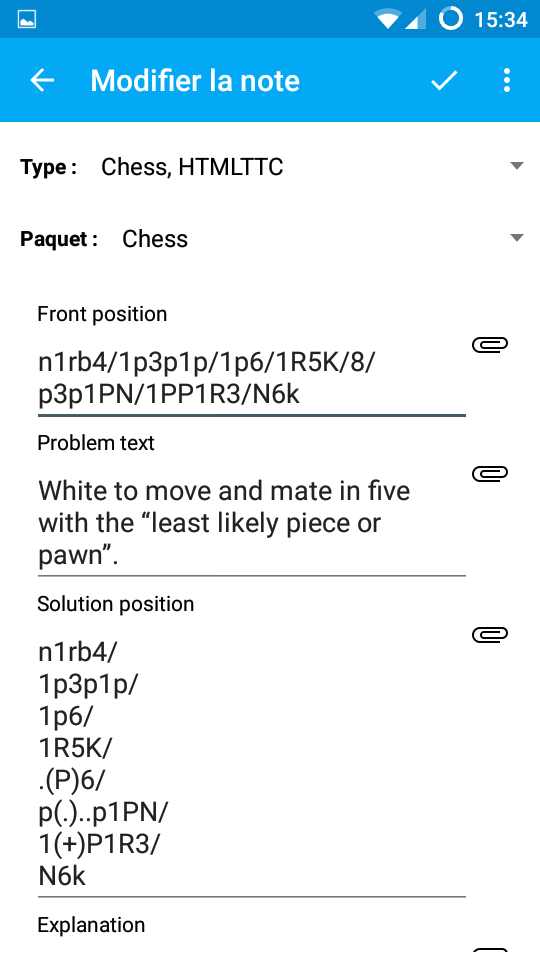 15:34
Modifier la note
Type : Chess, HTMLTTC
Paquet : Chess
Front position
n1rb4/1p3p1p/1p6/1R5K/8/
p3p1PN/1PP1R3/N6k
Problem text
White to move and mate in five
with the “least likely piece or
pawn”.
Solution position
n1rb4/
1p3p1p/
1p6/
1R5K/
.(P)6/
p(.)..p1PN/
1(+)P1R3/
N6k
Explanation